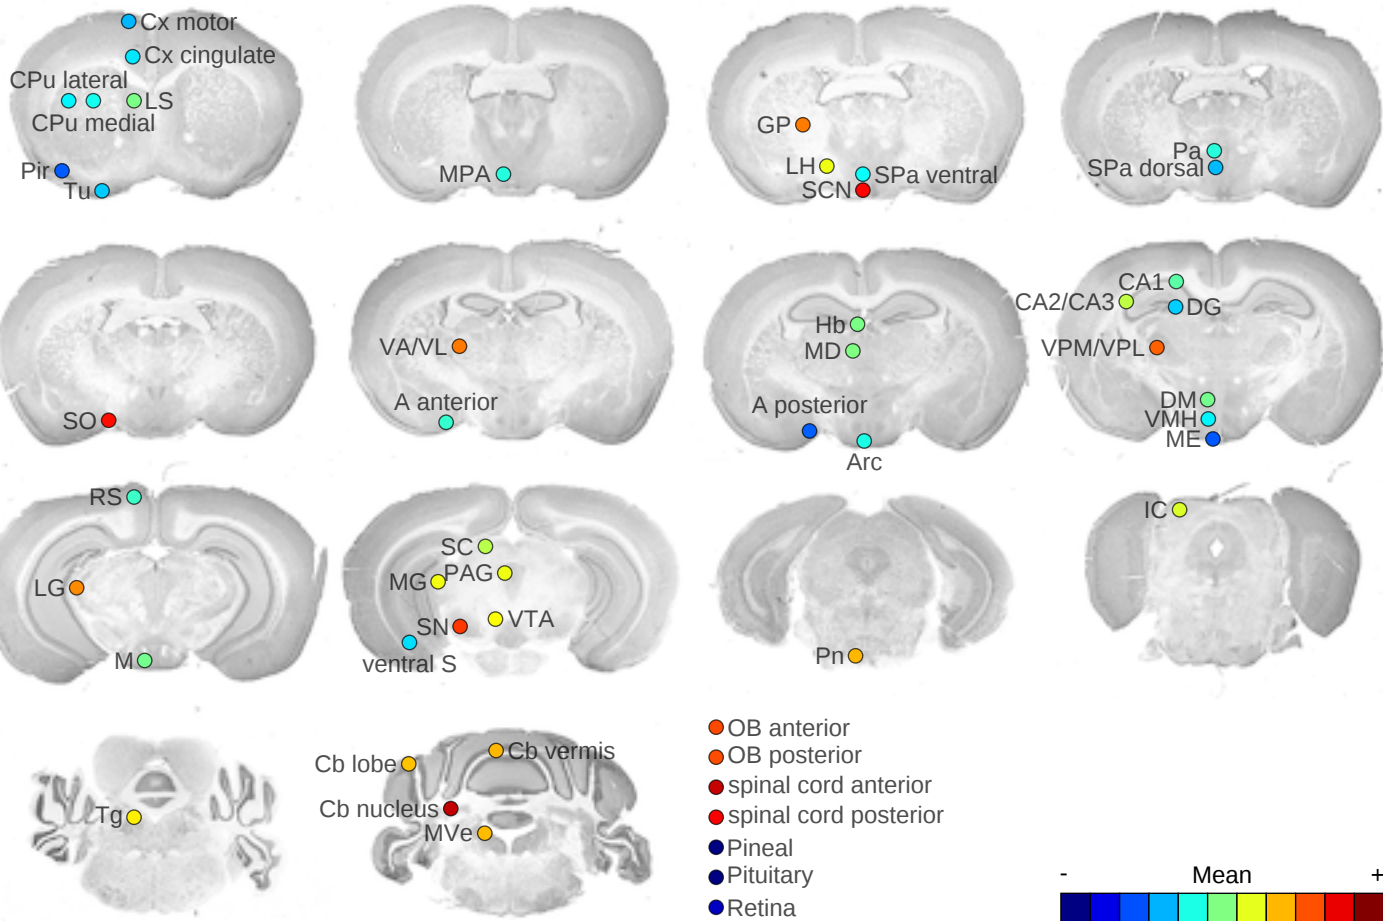 Cx motor
Cx cingulate
CPu lateral
LS
CPu medial
Pir
Tu
MPA
GP
LH
SPa ventral
SCN
Pa
SPa dorsal
SO
VA/VL
A anterior
Hb
MD
A posterior
Arc
CA1
CA2/CA3
DG
VPM/VPL
DM
VMH
ME
RS
LG
M
SC
MG
PAG
SN
VTA
ventral S
Pn
IC
Tg
Cb lobe
Cb vermis
Cb nucleus
MVe
OB anterior
OB posterior
spinal cord anterior
spinal cord posterior
Pineal
Pituitary
Retina
- Mean +